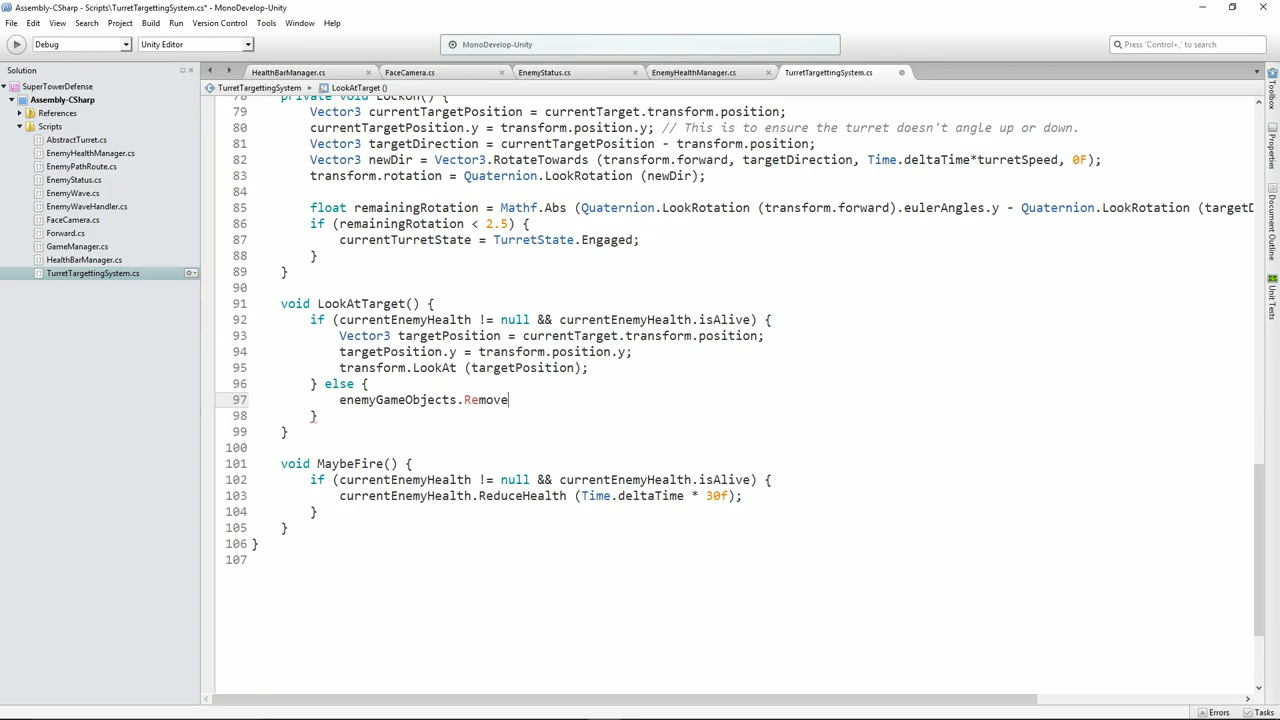 Assembly-CSharp - Scripts\TurretTargettingSystem.cs* - MonoDevelop-Unity
File Edit View Search Project Build Run Version Control Tools Window Help
Debug Unity Editor MonoDevelop-Unity Press 'Control+,' to search
Solution
HealthBarManager.cs FaceCamera.cs EnemyStatus.cs EnemyHealthManager.cs TurretTargettingSystem.cs
TurretTargettingSystem LookAtTarget ()
SuperTowerDefense
Assembly-CSharp
References
Scripts
AbstractTurret.cs
EnemyHealthManager.cs
EnemyPathRoute.cs
EnemyStatus.cs
EnemyWave.cs
EnemyWaveHandler.cs
FaceCamera.cs
Forward.cs
GameManager.cs
HealthBarManager.cs
TurretTargettingSystem.cs
78 private void LockOn() {
79 Vector3 currentTargetPosition = currentTarget.transform.position;
80 currentTargetPosition.y = transform.position.y; // This is to ensure the turret doesn't angle up or down.
81 Vector3 targetDirection = currentTargetPosition - transform.position;
82 Vector3 newDir = Vector3.RotateTowards (transform.forward, targetDirection, Time.deltaTime*turretSpeed, 0F);
83 transform.rotation = Quaternion.LookRotation (newDir);
84
85 float remainingRotation = Mathf.Abs (Quaternion.LookRotation (transform.forward).eulerAngles.y - Quaternion.LookRotation (targetD
86 if (remainingRotation < 2.5) {
87 currentTurretState = TurretState.Engaged;
88 }
89 }
90
91 void LookAtTarget() {
92 if (currentEnemyHealth != null && currentEnemyHealth.isAlive) {
93 Vector3 targetPosition = currentTarget.transform.position;
94 targetPosition.y = transform.position.y;
95 transform.LookAt (targetPosition);
96 } else {
97 enemyGameObjects.Remove
98 }
99 }
100
101 void MaybeFire() {
102 if (currentEnemyHealth != null && currentEnemyHealth.isAlive) {
103 currentEnemyHealth.ReduceHealth (Time.deltaTime * 30f);
104 }
105 }
106 }
107
Toolbox
Properties
Document Outline
Unit Tests
Errors Tasks